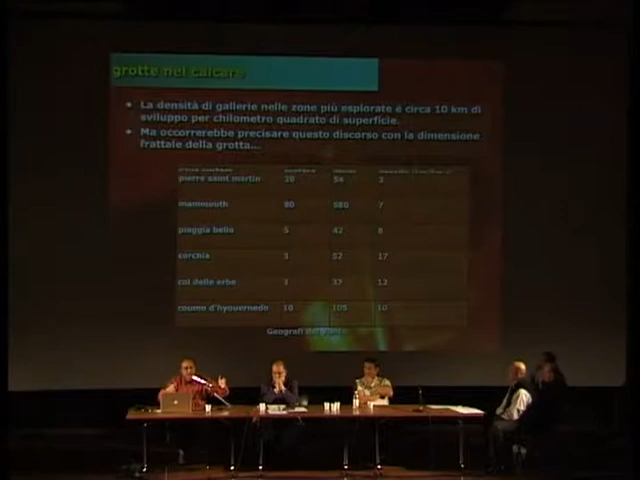 grotte nel calcare
La densità di gallerie nelle zone più esplorate è circa 10 km di
sviluppo per chilometro quadrato di superficie.
Ma occorrerebbe precisare questo discorso con la dimensione
frattale della grotta...
pierre saint martin 54
mammouth 80 580 7
piaggia bella 5 42 8
corchia 3 52 17
col delle erbe 3 37 12
coumo d'hyouernedo 10 105 10
Geografi del